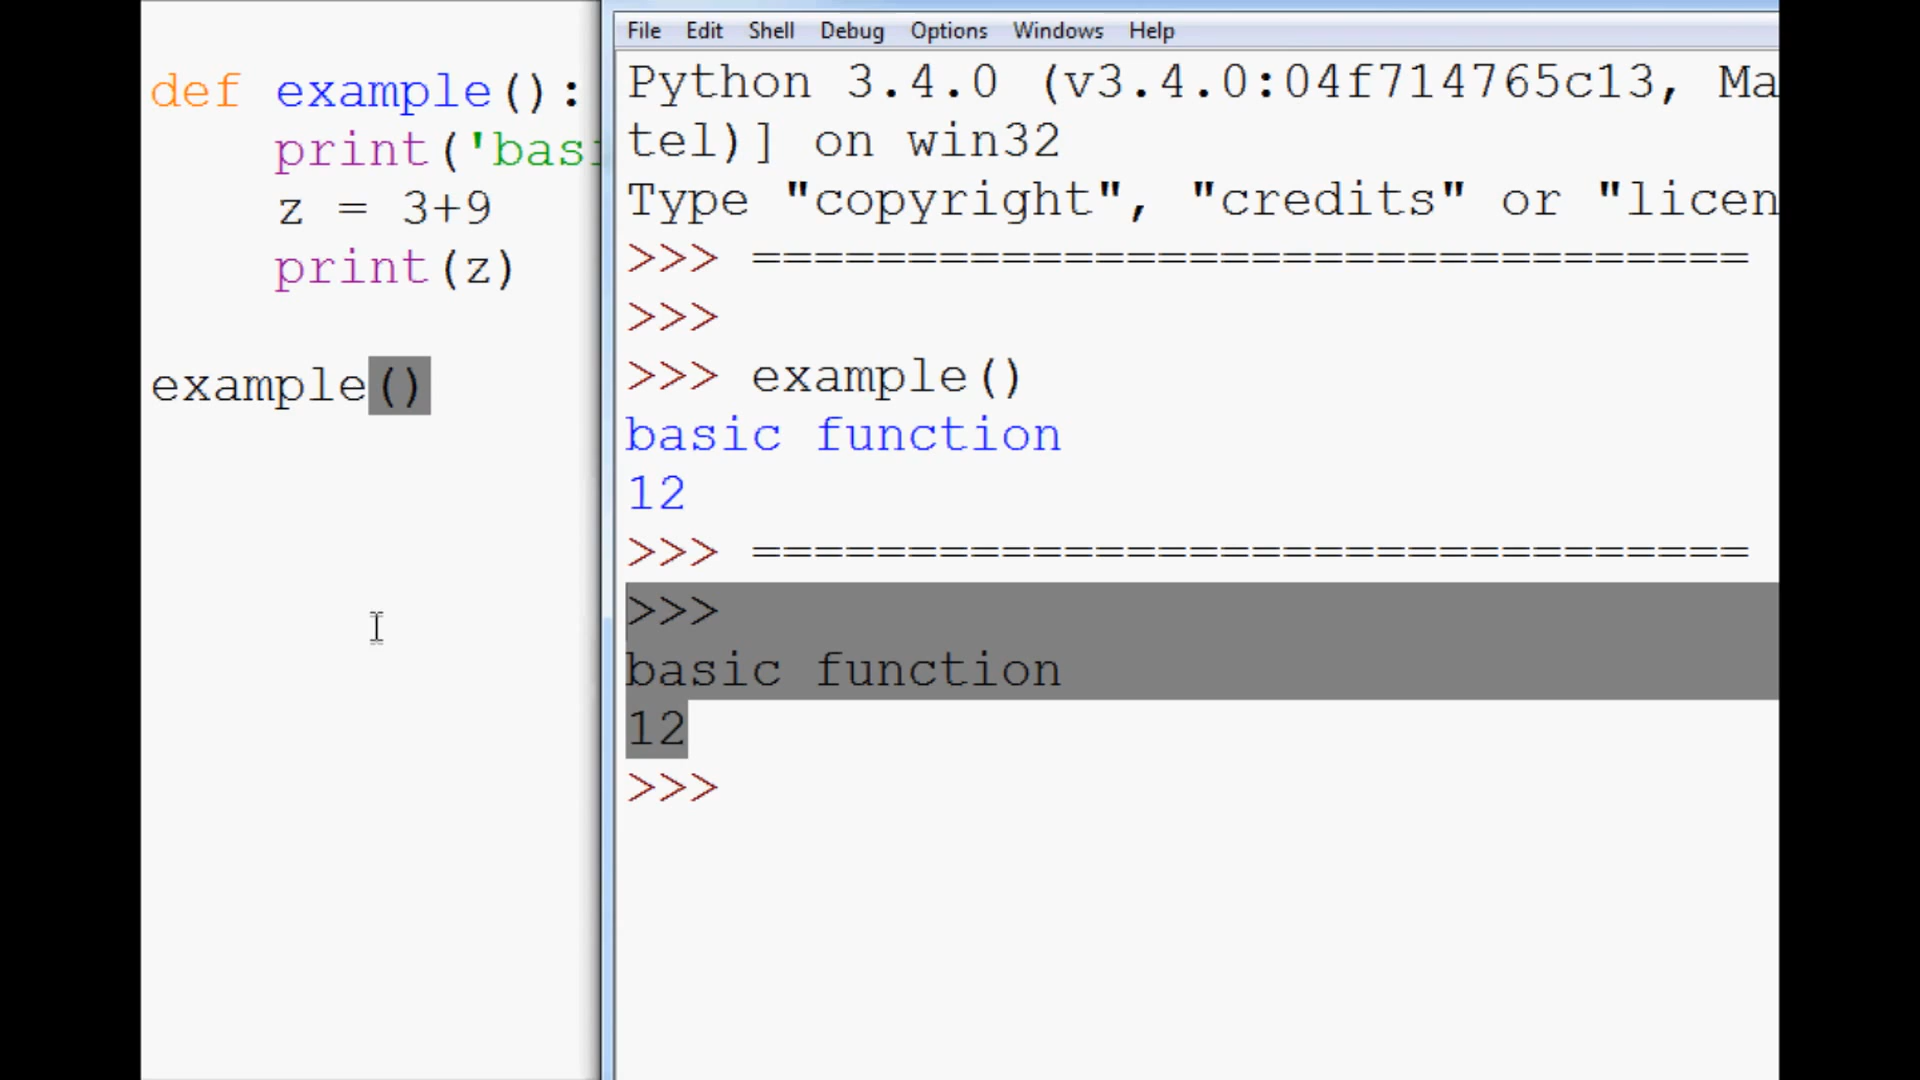 def example():
print('bas
z = 3+9
print(z)
example()
File Edit Shell Debug Options Windows Help
Python 3.4.0 (v3.4.0:04f714765c13, Ma
tel)] on win32
Type "copyright", "credits" or "licen
>>> ================================
>>>
>>> example()
basic function
12
>>> ================================
>>>
basic function
12
>>>